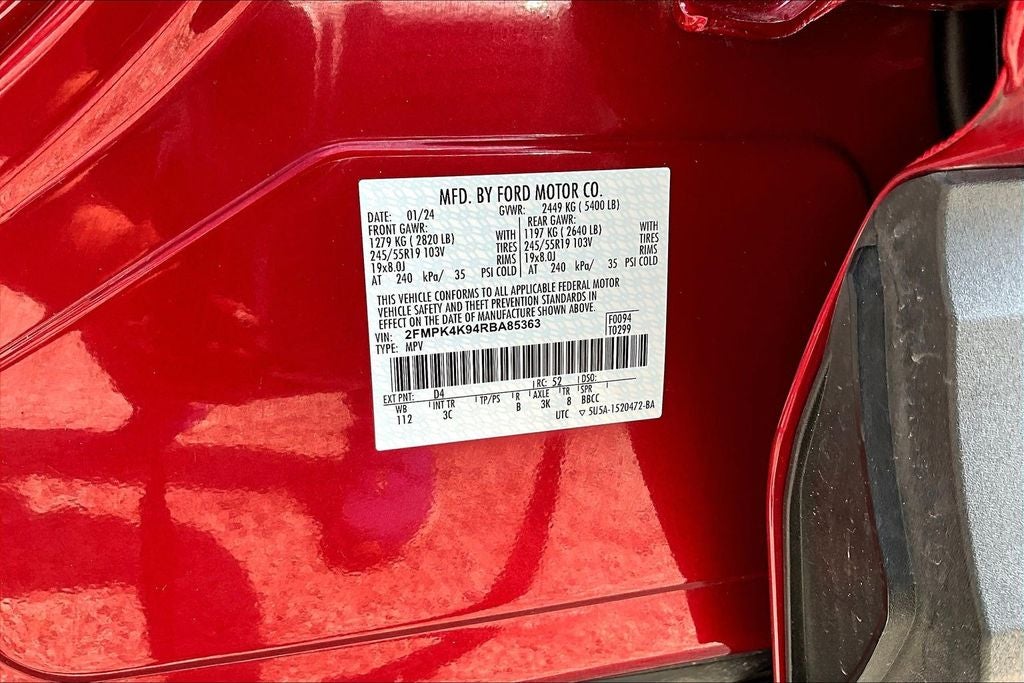 MFD. BY FORD MOTOR CO.
DATE: 01/24 GVWR: 2449 KG ( 5400 LB)
FRONT GAWR: REAR GAWR:
1279 KG ( 2820 LB) WITH 1197 KG ( 2640 LB) WITH
245/55R19 103V TIRES 245/55R19 103V TIRES
19x8.0J RIMS 19x8.0J RIMS
AT 240 kPa/ 35 PSI COLD AT 240 kPa/ 35 PSI COLD
THIS VEHICLE CONFORMS TO ALL APPLICABLE FEDERAL MOTOR
VEHICLE SAFETY AND THEFT PREVENTION STANDARDS IN
EFFECT ON THE DATE OF MANUFACTURE SHOWN ABOVE.
VIN: 2FMPK4K94RBA85363 F0094
TYPE: MPV T0299
EXT PNT: D4 RC: 52 DSO:
WB INT TR TP/PS R AXLE TR SPR
112 3C B 3K 8 BBCC
UTC ▽ 5U5A-1520472-BA